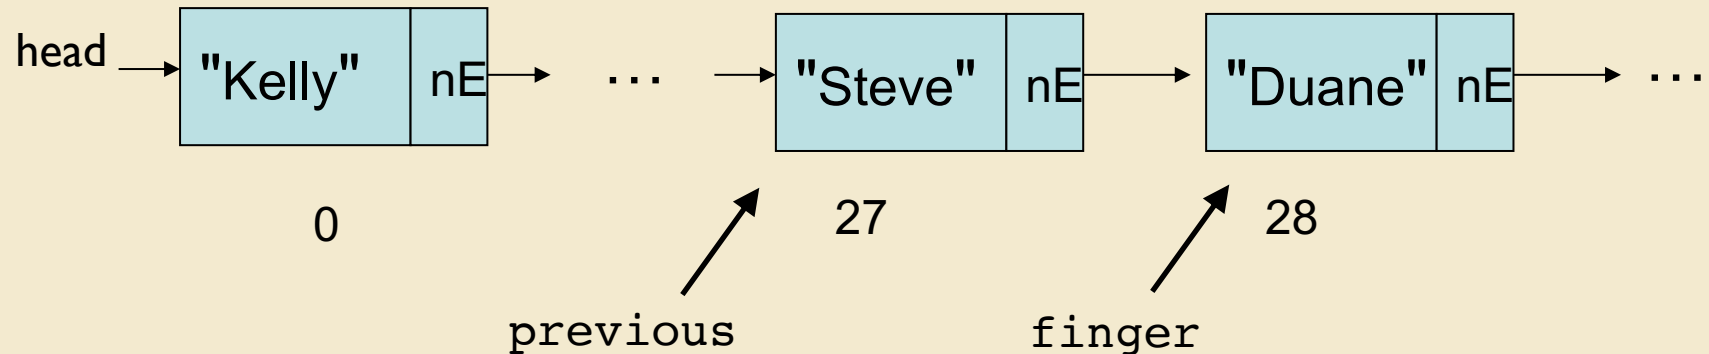 head "Kelly" nE ... "Steve" nE "Duane" nE ...
0 27 28
previous finger